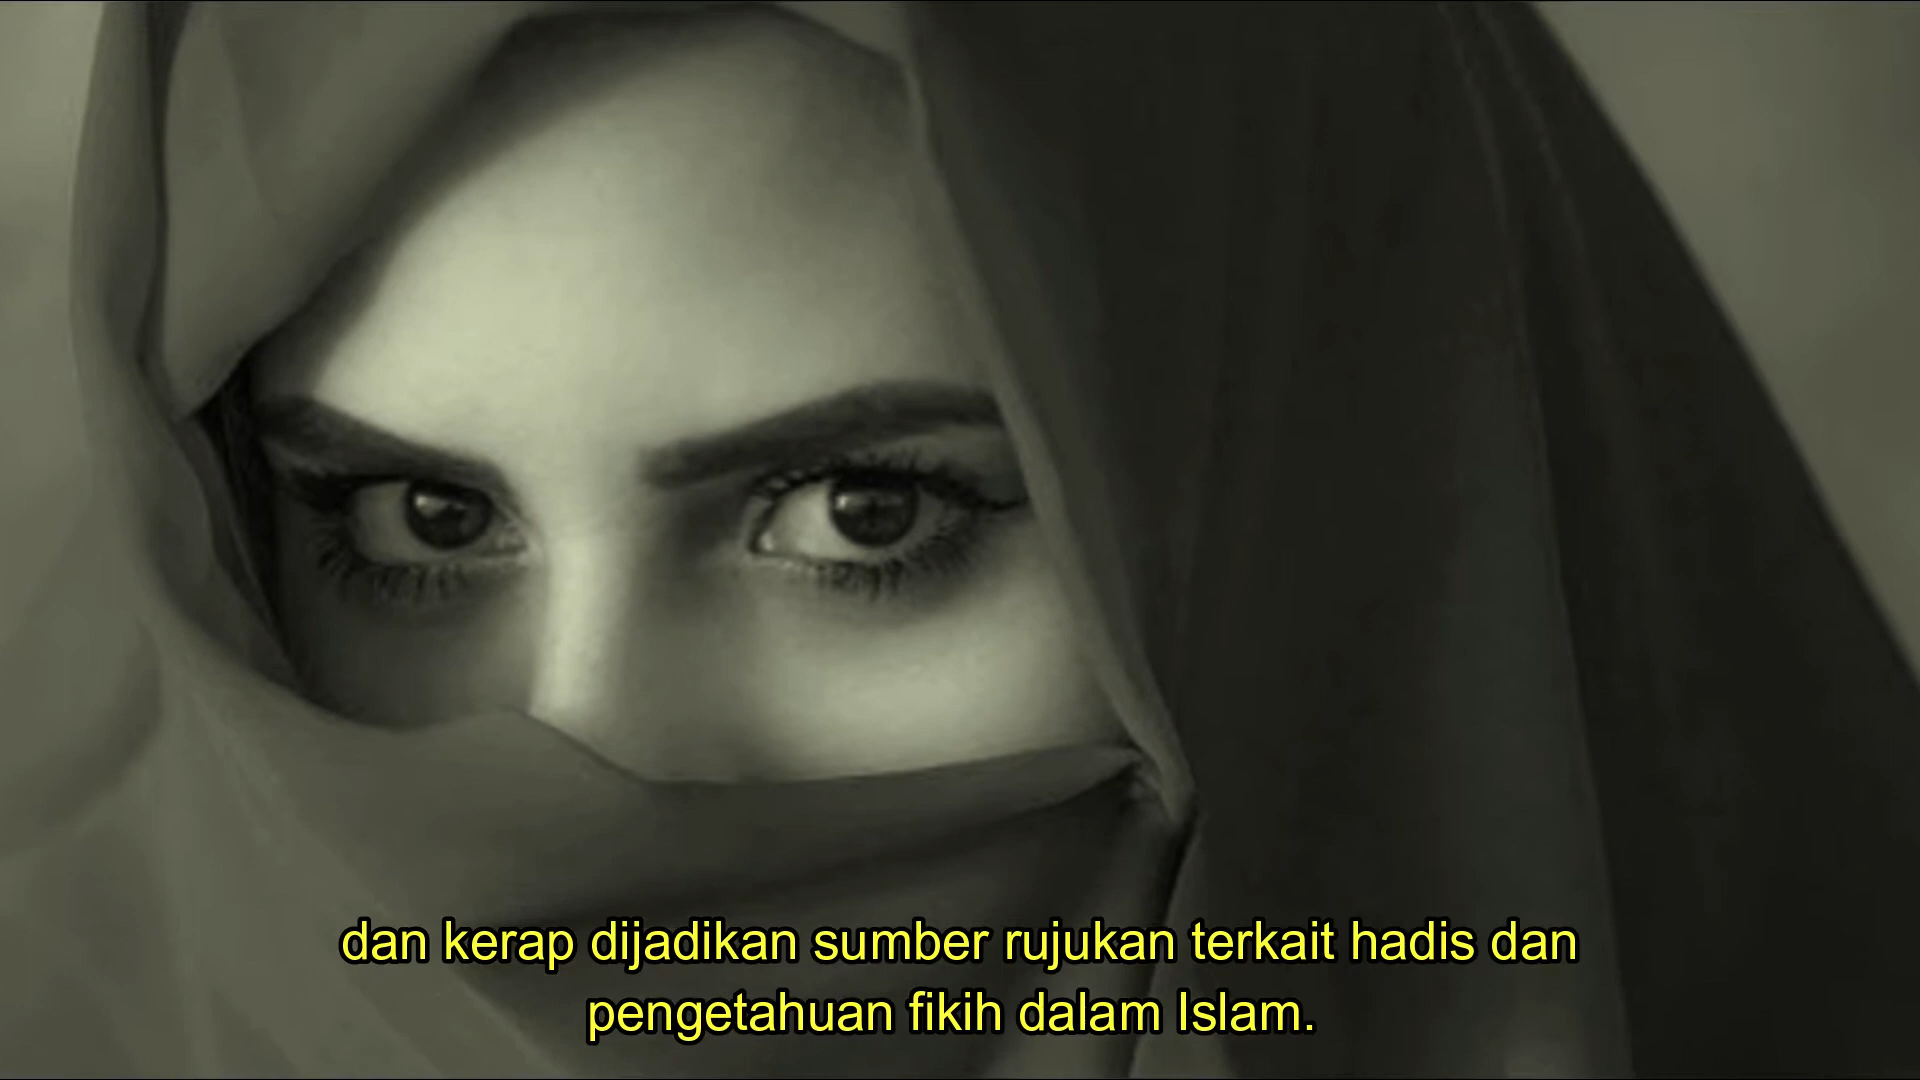 dan kerap dijadikan sumber rujukan terkait hadis dan
pengetahuan fikih dalam Islam.